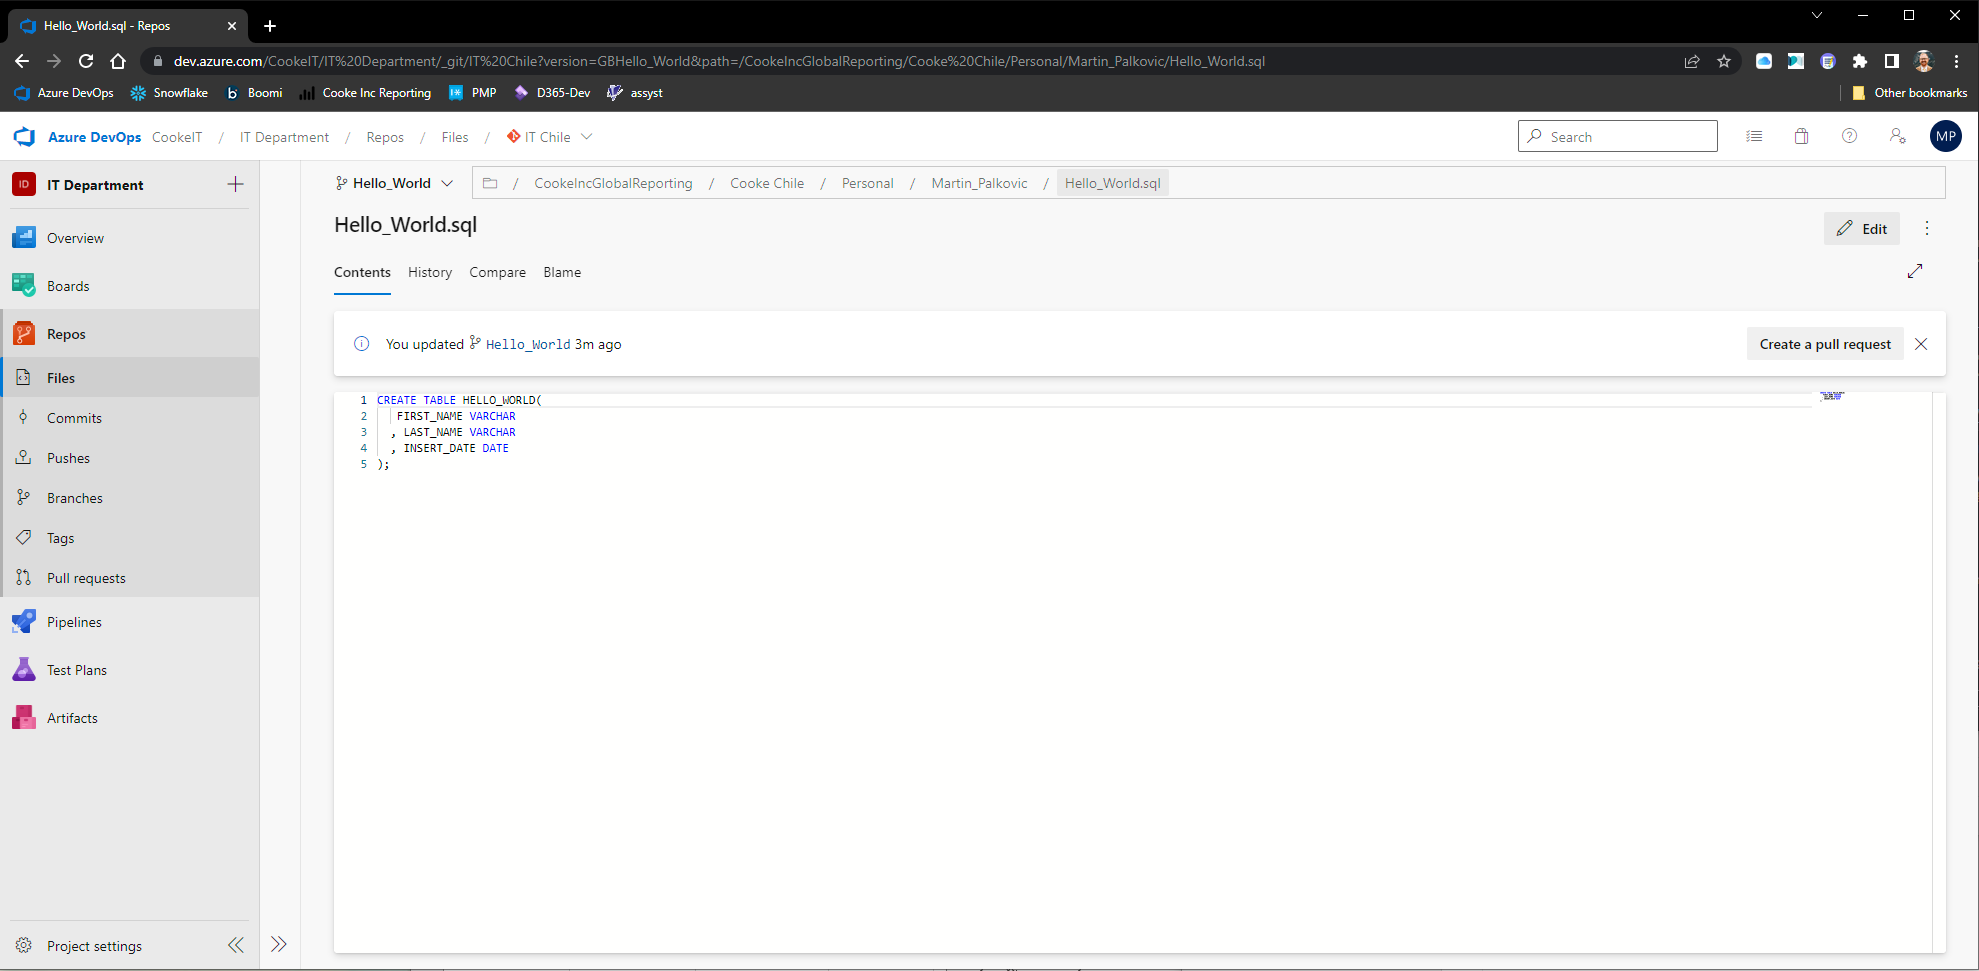 Hello_World.sql - Repos
dev.azure.com/CookeIT/IT%20Department/_git/IT%20Chile?version=GBHello_World&path=/CookeIncGlobalReporting/Cooke%20Chile/Personal/Martin_Palkovic/Hello_World.sql
Azure DevOps Snowflake Boomi Cooke Inc Reporting PMP D365-Dev assyst Other bookmarks
Azure DevOps CookeIT / IT Department / Repos / Files / IT Chile Search MP
ID IT Department
Hello_World / CookeIncGlobalReporting / Cooke Chile / Personal / Martin_Palkovic / Hello_World.sql
Hello_World.sql
Edit
Contents History Compare Blame
You updated Hello_World 3m ago
Create a pull request
1 CREATE TABLE HELLO_WORLD(
2 FIRST_NAME VARCHAR
3 , LAST_NAME VARCHAR
4 , INSERT_DATE DATE
5 );
Overview
Boards
Repos
Files
Commits
Pushes
Branches
Tags
Pull requests
Pipelines
Test Plans
Artifacts
Project settings